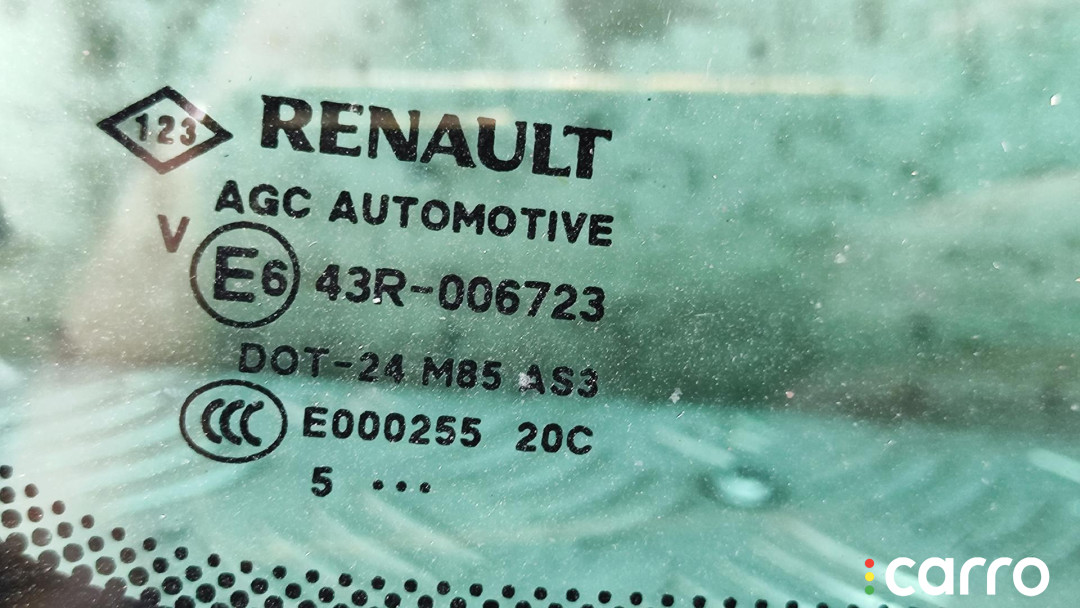 123 RENAULT
AGC AUTOMOTIVE
V E6 43R-006723
DOT-24 M85 AS3
CCC E000255 20C
5 ...
carro